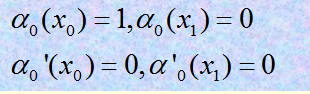 α₀(x₀) = 1, α₀(x₁) = 0
α₀'(x₀) = 0, α'₀(x₁) = 0